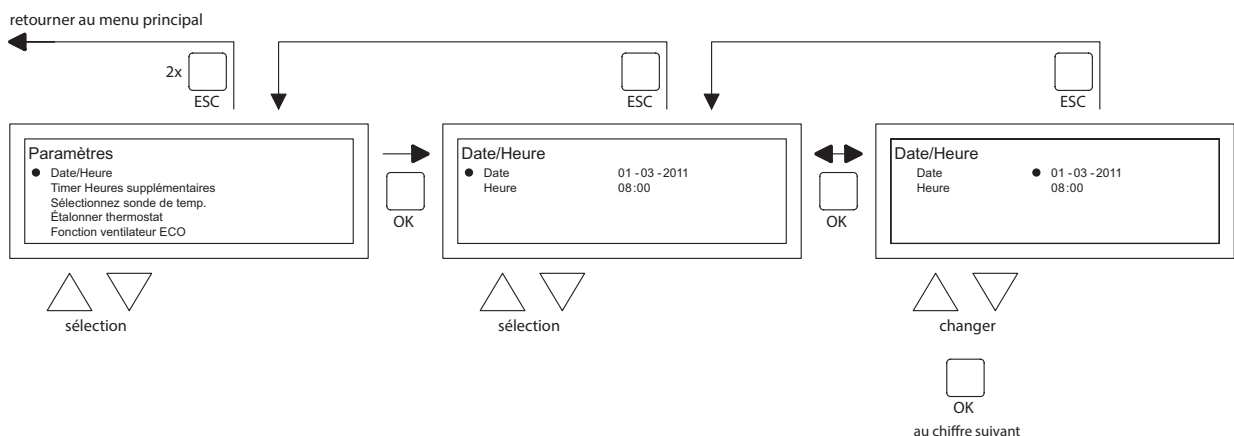 retourner au menu principal
2x
ESC
ESC
ESC
Paramètres
● Date/Heure
Timer Heures supplémentaires
Sélectionnez sonde de temp.
Étalonner thermostat
Fonction ventilateur ECO
OK
Date/Heure
● Date 01 - 03 - 2011
Heure 08:00
OK
Date/Heure
Date ● 01 - 03 - 2011
Heure 08:00
sélection
sélection
changer
OK
au chiffre suivant